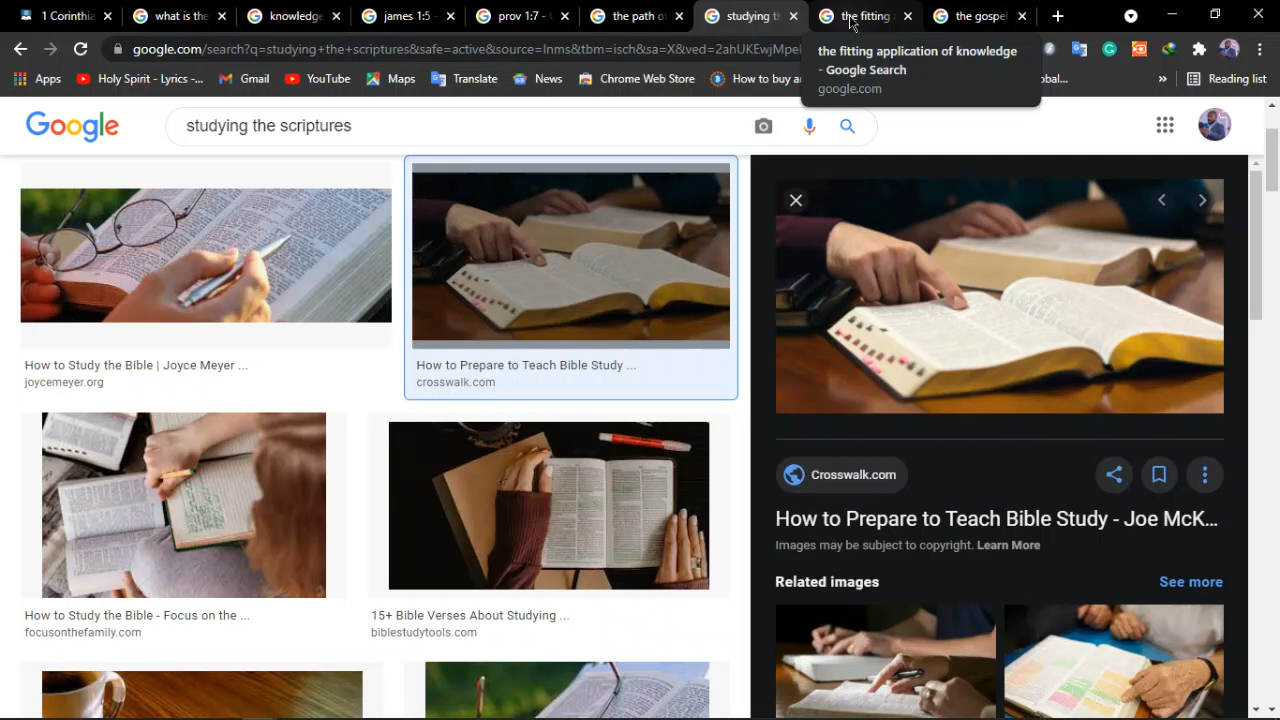 1 Corinthia
what is the
knowledge
james 1:5 -
prov 1:7 - G
the path o
studying th
the fitting
the gospel
google.com/search?q=studying+the+scriptures&safe=active&source=lnms&tbm=isch&sa=X&ved=2ahUKEwjMpe
the fitting application of knowledge
- Google Search
google.com
Apps
Holy Spirit - Lyrics -...
Gmail
YouTube
Maps
Translate
News
Chrome Web Store
How to
obal...
»
Reading list
Google
studying the scriptures
How to Study the Bible | Joyce Meyer ...
joycemeyer.org
How to Prepare to Teach Bible Study ...
crosswalk.com
How to Study the Bible - Focus on the ...
focusonthefamily.com
15+ Bible Verses About Studying ...
biblestudytools.com
Crosswalk.com
How to Prepare to Teach Bible Study - Joe McK...
Images may be subject to copyright. Learn More
Related images
See more